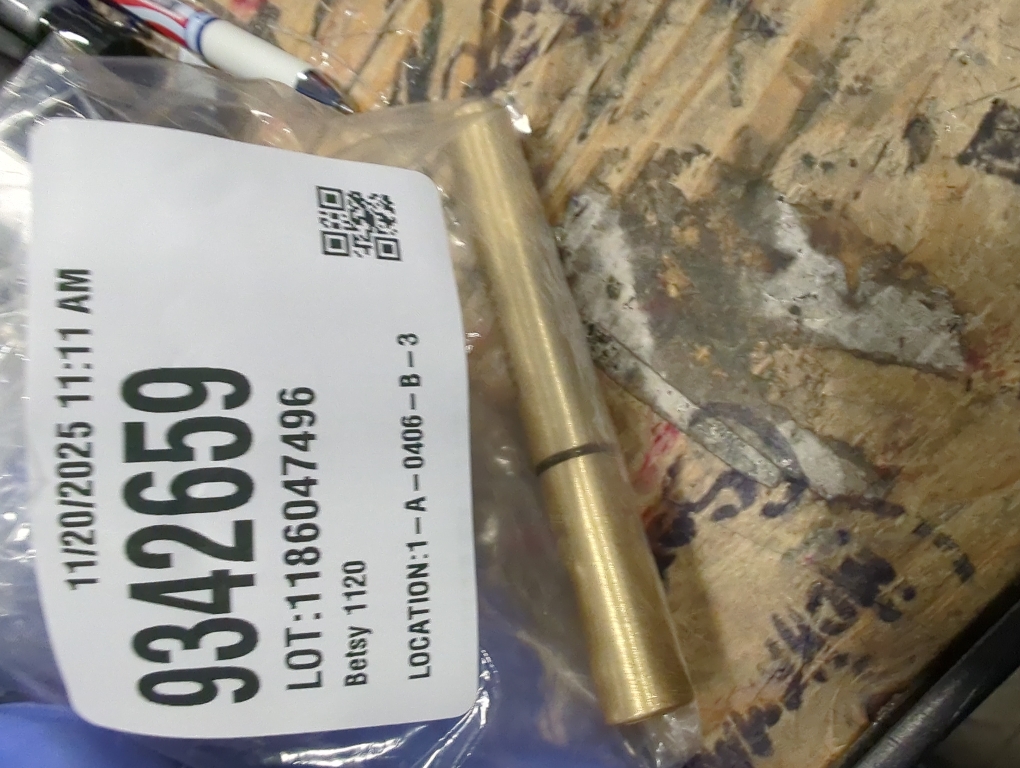 11/20/2025 11:11 AM
9342659
LOT:1186047496
Betsy 1120
LOCATION:1-A-0406-B-3